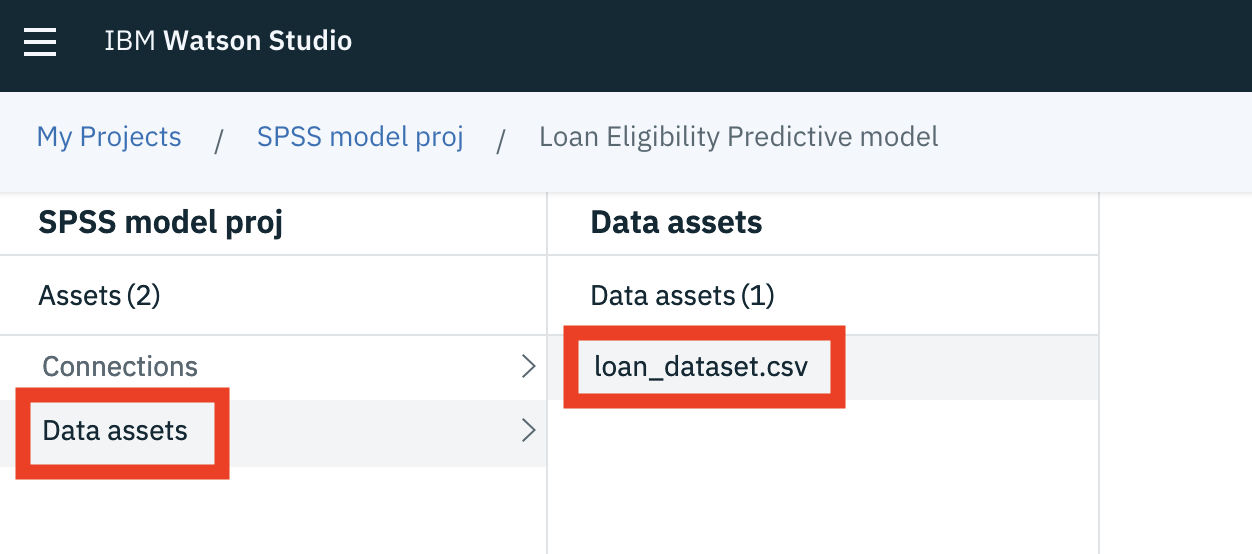 IBM Watson Studio
My Projects / SPSS model proj / Loan Eligibility Predictive model
SPSS model proj
Assets (2)
Connections
Data assets
Data assets
Data assets (1)
loan_dataset.csv